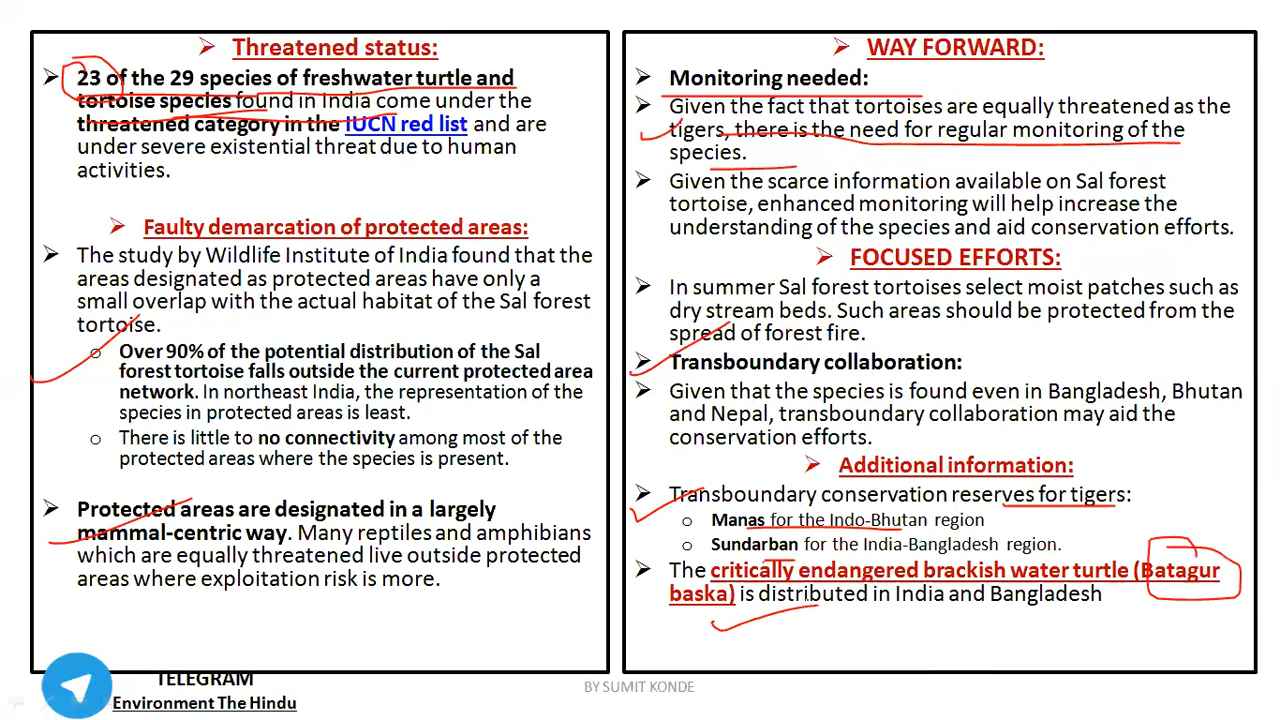 Threatened status:
23 of the 29 species of freshwater turtle and
tortoise species found in India come under the
threatened category in the IUCN red list and are
under severe existential threat due to human
activities.
Faulty demarcation of protected areas:
The study by Wildlife Institute of India found that the
areas designated as protected areas have only a
small overlap with the actual habitat of the Sal forest
tortoise.
Over 90% of the potential distribution of the Sal
forest tortoise falls outside the current protected area
network. In northeast India, the representation of the
species in protected areas is least.
There is little to no connectivity among most of the
protected areas where the species is present.
Protected areas are designated in a largely
mammal-centric way. Many reptiles and amphibians
which are equally threatened live outside protected
areas where exploitation risk is more.
WAY FORWARD:
Monitoring needed:
Given the fact that tortoises are equally threatened as the
tigers, there is the need for regular monitoring of the
species.
Given the scarce information available on Sal forest
tortoise, enhanced monitoring will help increase the
understanding of the species and aid conservation efforts.
FOCUSED EFFORTS:
In summer Sal forest tortoises select moist patches such as
dry stream beds. Such areas should be protected from the
spread of forest fire.
Transboundary collaboration:
Given that the species is found even in Bangladesh, Bhutan
and Nepal, transboundary collaboration may aid the
conservation efforts.
Additional information:
Transboundary conservation reserves for tigers:
Manas for the Indo-Bhutan region
Sundarban for the India-Bangladesh region.
The critically endangered brackish water turtle (Batagur
baska) is distributed in India and Bangladesh
TELEGRAM
Environment The Hindu
BY SUMIT KONDE